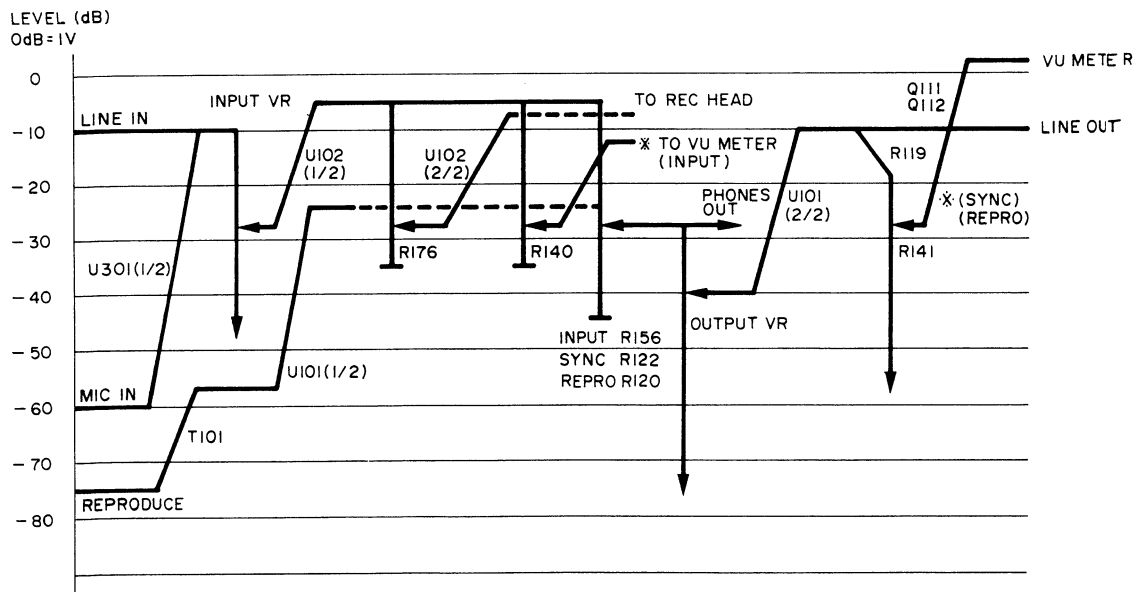 LEVEL (dB)
0dB=1V
0
-10
-20
-30
-40
-50
-60
-70
-80
LINE IN
MIC IN
REPRODUCE
INPUT VR
U301(1/2)
T101
U102
(1/2)
U101(1/2)
R176
U102
(2/2)
R140
TO REC HEAD
※ TO VU METER
(INPUT)
PHONES
OUT
INPUT R156
SYNC R122
REPRO R120
OUTPUT VR
U101
(2/2)
R119
R141
※ (SYNC)
(REPRO)
Q111
Q112
VU METER
LINE OUT